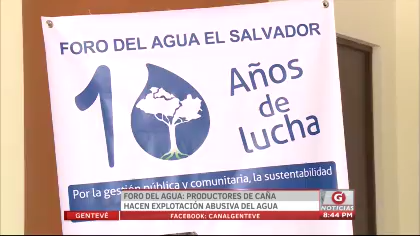 FORO DEL AGUA EL SALVADOR
10 Años
de
lucha
Por la gestión pública y comunitaria, la sustentabilidad
FORO DEL AGUA: PRODUCTORES DE CAÑA
HACEN EXPLOTACIÓN ABUSIVA DEL AGUA
GENTEVÉ
FACEBOOK: CANALGENTEVE
G
NOTICIAS
8:44 PM